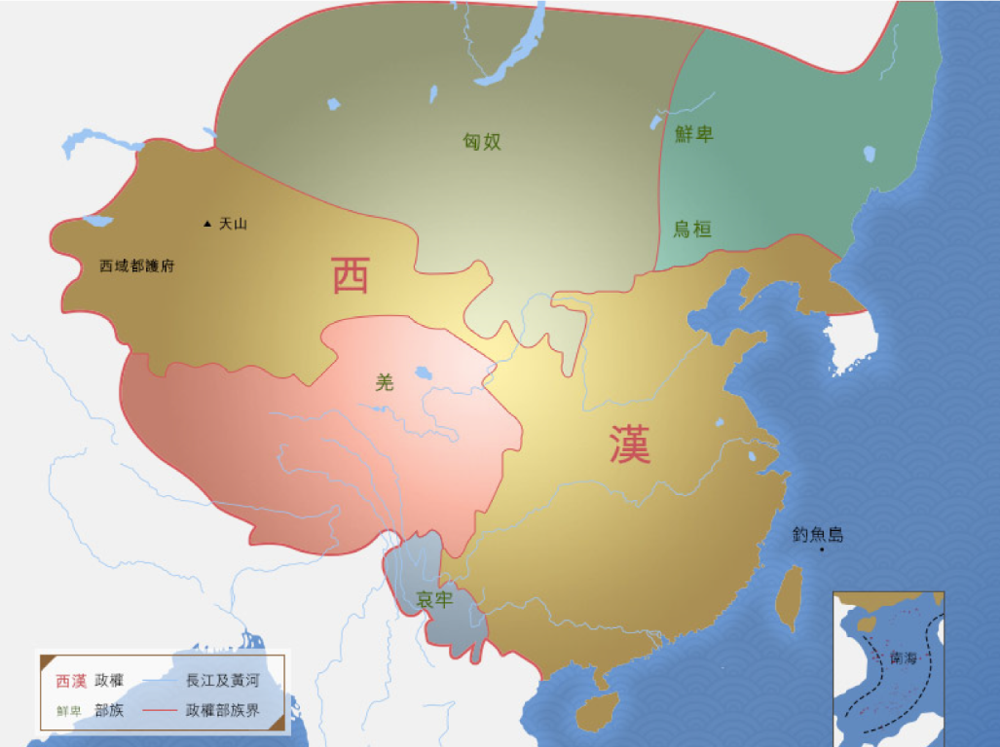 匈奴
鮮卑
烏桓
天山
西域都護府
西
羌
漢
釣魚島
哀牢
南海
西漢 政權 長江及黃河
鮮卑 部族 政權部族界